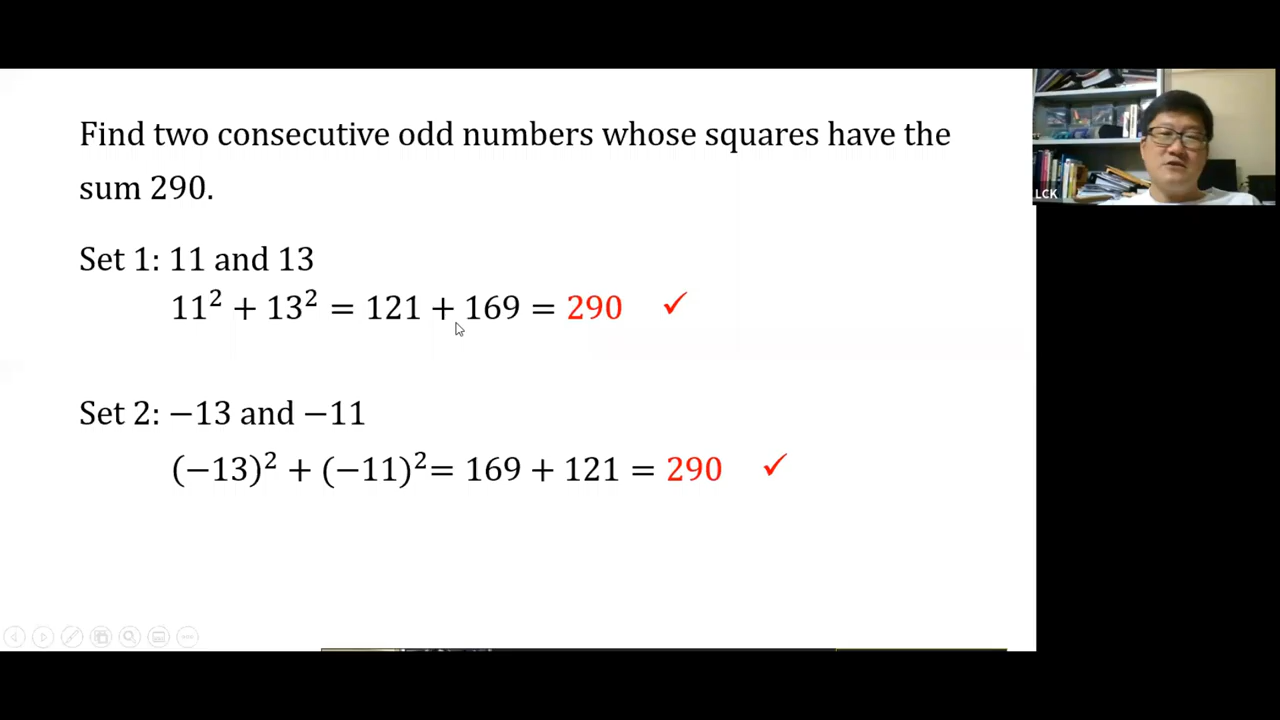 Find two consecutive odd numbers whose squares have the
sum 290.
Set 1: 11 and 13
11² + 13² = 121 + 169 = 290 ✓
Set 2: −13 and −11
(−13)² + (−11)² = 169 + 121 = 290 ✓
LCK